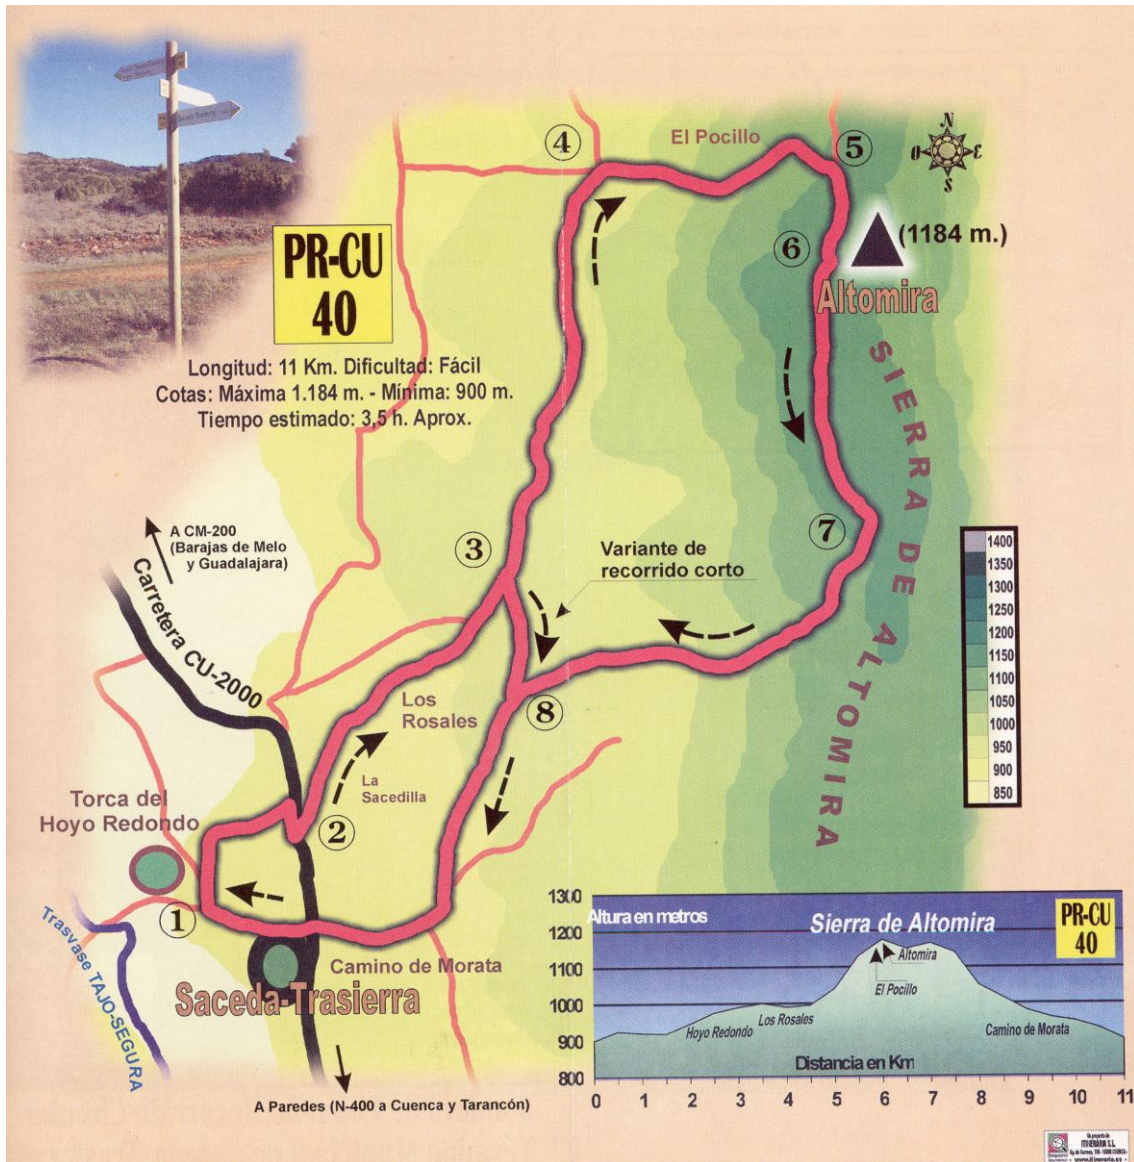 4
El Pocillo
5
N
O
E
S
6
(1184 m.)
Altomira
PR-CU
40
Longitud: 11 Km. Dificultad: Fácil
Cotas: Máxima 1.184 m. - Mínima: 900 m.
Tiempo estimado: 3,5 h. Aprox.
SIERRA DE ALTOMIRA
A CM-200
(Barajas de Melo
y Guadalajara)
3
Variante de
recorrido corto
7
Carretera CU-2000
Los
Rosales
8
La
Sacedilla
2
Torca del
Hoyo Redondo
1
Trasvase TAJO-SEGURA
Camino de Morata
Saceda-Trasierra
A Paredes (N-400 a Cuenca y Tarancón)
1400
1350
1300
1250
1200
1150
1100
1050
1000
950
900
850
1300
1200
1100
1000
900
800
Altura en metros
Sierra de Altomira
PR-CU
40
Altomira
El Pocillo
Hoyo Redondo
Los Rosales
Camino de Morata
Distancia en Km
0 1 2 3 4 5 6 7 8 9 10 11
ITINERARIA S.L.